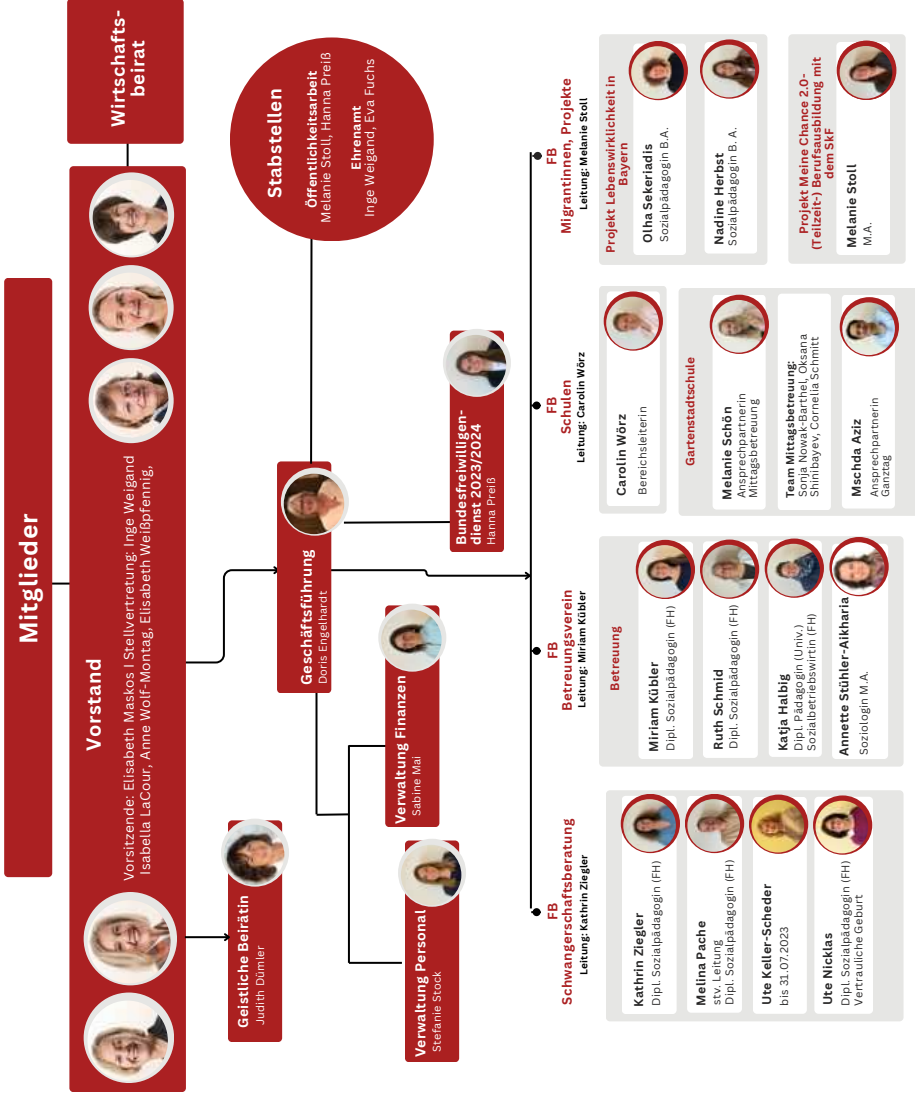 Mitglieder
Wirtschafts-
beirat
Vorstand
Vorsitzende: Elisabeth Maskos I Stellvertretung: Inge Weigand
Isabella LaCour, Anne Wolf-Montag, Elisabeth Weißpfennig,
Geistliche Beirätin
Judith Dümler
Geschäftsführung
Doris Engelhardt
Stabstellen
Öffentlichkeitsarbeit
Melanie Stoll, Hanna Preiß
Ehrenamt
Inge Weigand, Eva Fuchs
Verwaltung Personal
Stefanie Stock
Verwaltung Finanzen
Sabine Mai
Bundesfreiwilligen-
dienst 2023/2024
Hanna Preiß
FB
Schwangerschaftsberatung
Leitung: Kathrin Ziegler
Kathrin Ziegler
Dipl. Sozialpädagogin (FH)
Melina Pache
stv. Leitung
Dipl. Sozialpädagogin (FH)
Ute Keller-Scheder
bis 31.07.2023
Ute Nicklas
Dipl. Sozialpädagogin (FH)
Vertrauliche Geburt
FB
Betreuungsverein
Leitung: Miriam Kübler
Betreuung
Miriam Kübler
Dipl. Sozialpädagogin (FH)
Ruth Schmid
Dipl. Sozialpädagogin (FH)
Katja Halbig
Dipl. Pädagogin (Univ.)
Sozialbetriebswirtin (FH)
Annette Stühler-Alkharia
Soziologin M.A.
FB
Schulen
Leitung: Carolin Wörz
Carolin Wörz
Bereichsleiterin
Gartenstadtschule
Melanie Schön
Ansprechpartnerin
Mittagsbetreuung
Team Mittagsbetreuung:
Sonja Nowak-Barthel, Oksana
Shinlbayev, Cornelia Schmitt
Mschda Aziz
Ansprechpartnerin
Ganztag
FB
Migrantinnen, Projekte
Leitung: Melanie Stoll
Projekt Lebenswirklichkeit in
Bayern
Olha Sekeriadis
Sozialpädagogin B.A.
Nadine Herbst
Sozialpädagogin B. A.
Projekt Meine Chance 2.0-
(Teilzeit-) Berufsausbildung mit
dem SkF
Melanie Stoll
M.A.